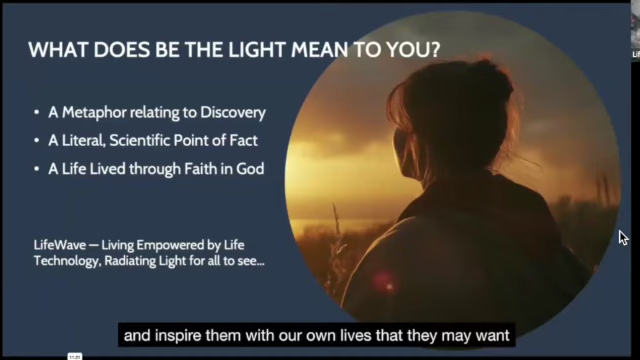 WHAT DOES BE THE LIGHT MEAN TO YOU?
• A Metaphor relating to Discovery
• A Literal, Scientific Point of Fact
• A Life Lived through Faith in God
LifeWave — Living Empowered by Life
Technology, Radiating Light for all to see...
and inspire them with our own lives that they may want